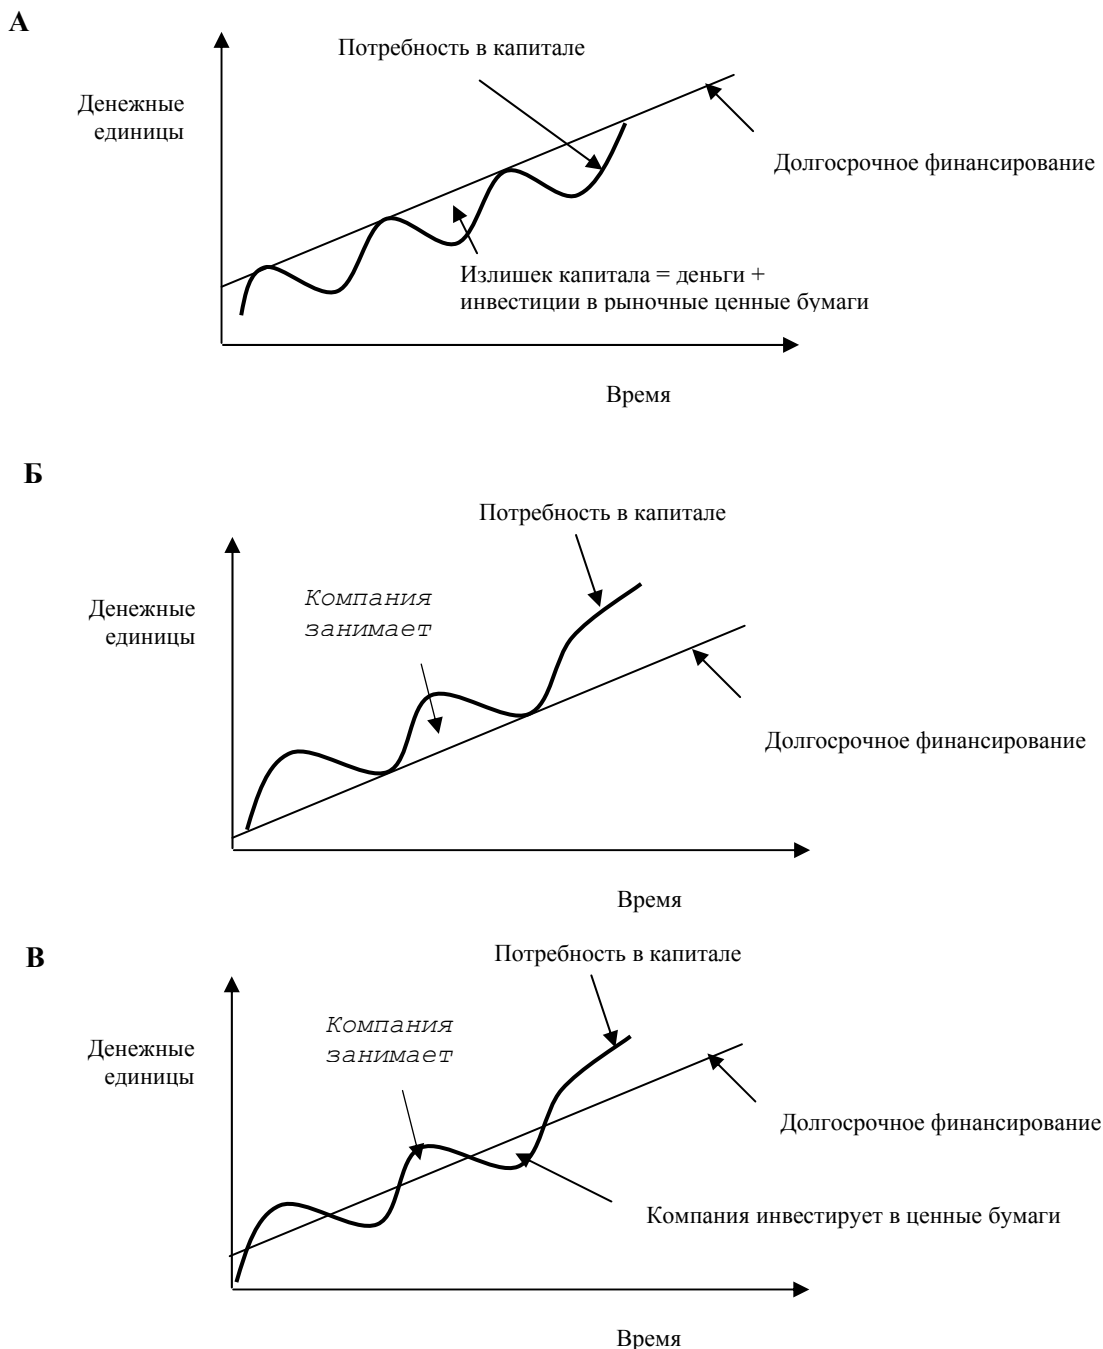 А
Потребность в капитале
Денежные
единицы
Долгосрочное финансирование
Излишек капитала = деньги +
инвестиции в рыночные ценные бумаги
Время
Б
Потребность в капитале
Компания
занимает
Денежные
единицы
Долгосрочное финансирование
Время
В
Потребность в капитале
Компания
занимает
Денежные
единицы
Долгосрочное финансирование
Компания инвестирует в ценные бумаги
Время